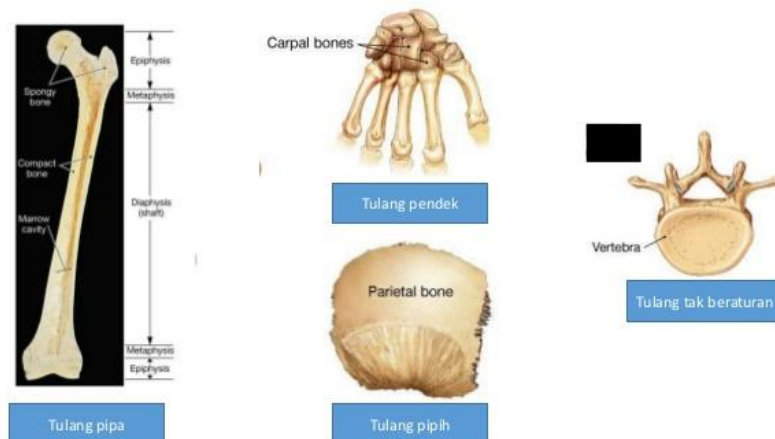 Spongy
bone
Epiphysis
Metaphysis
Compact
bone
Diaphysis
(shaft)
Marrow
cavity
Metaphysis
Epiphysis
Tulang pipa
Carpal bones
Tulang pendek
Parietal bone
Tulang pipih
Vertebra
Tulang tak beraturan